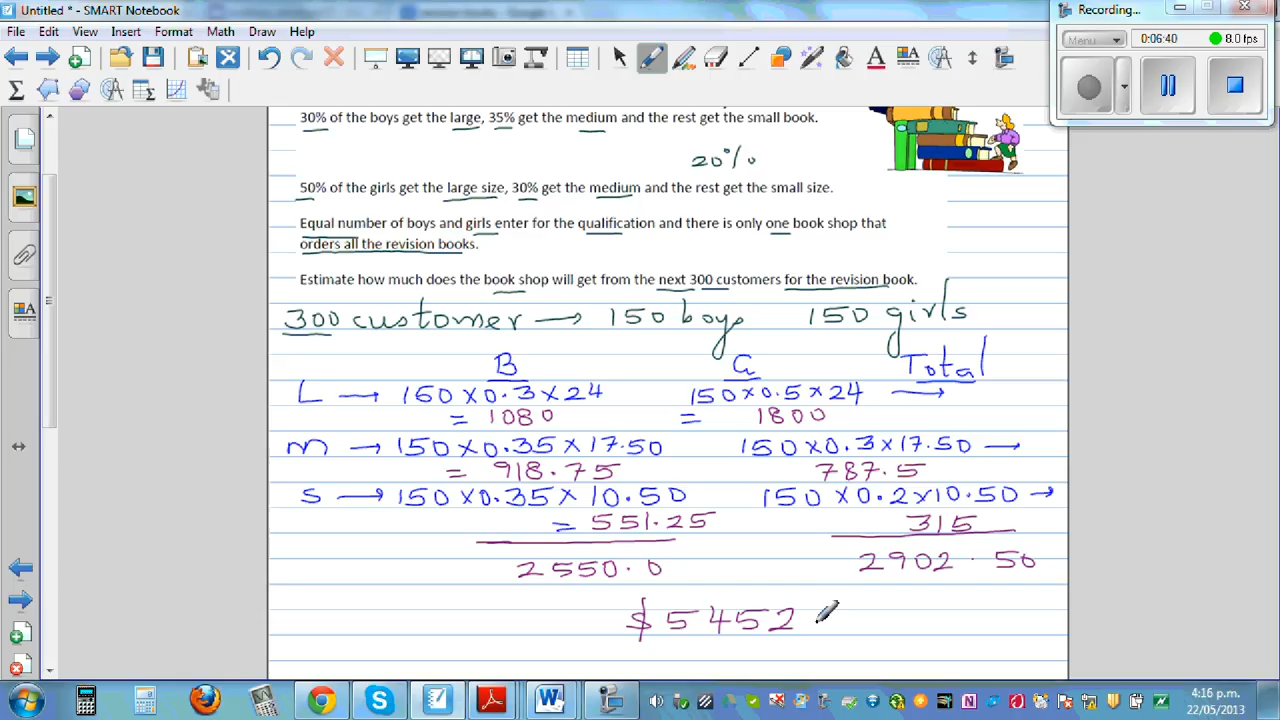 Untitled * - SMART Notebook
Recording...
File Edit View Insert Format Math Draw Help
Menu 0:06:40 8.0 fps
30% of the boys get the large, 35% get the medium and the rest get the small book.
20%
50% of the girls get the large size, 30% get the medium and the rest get the small size.
Equal number of boys and girls enter for the qualification and there is only one book shop that
orders all the revision books.
Estimate how much does the book shop will get from the next 300 customers for the revision book.
300 customer → 150 boys 150 girls
B G Total
L → 150 × 0.3 × 24 150 × 0.5 × 24 →
= 1080 = 1800
M → 150 × 0.35 × 17.50 150 × 0.3 × 17.50 →
= 918.75 787.5
S → 150 × 0.35 × 10.50 150 × 0.2 × 10.50 →
= 551.25 315
2550.0 2902.50
$5452
4:16 p.m.
22/05/2013